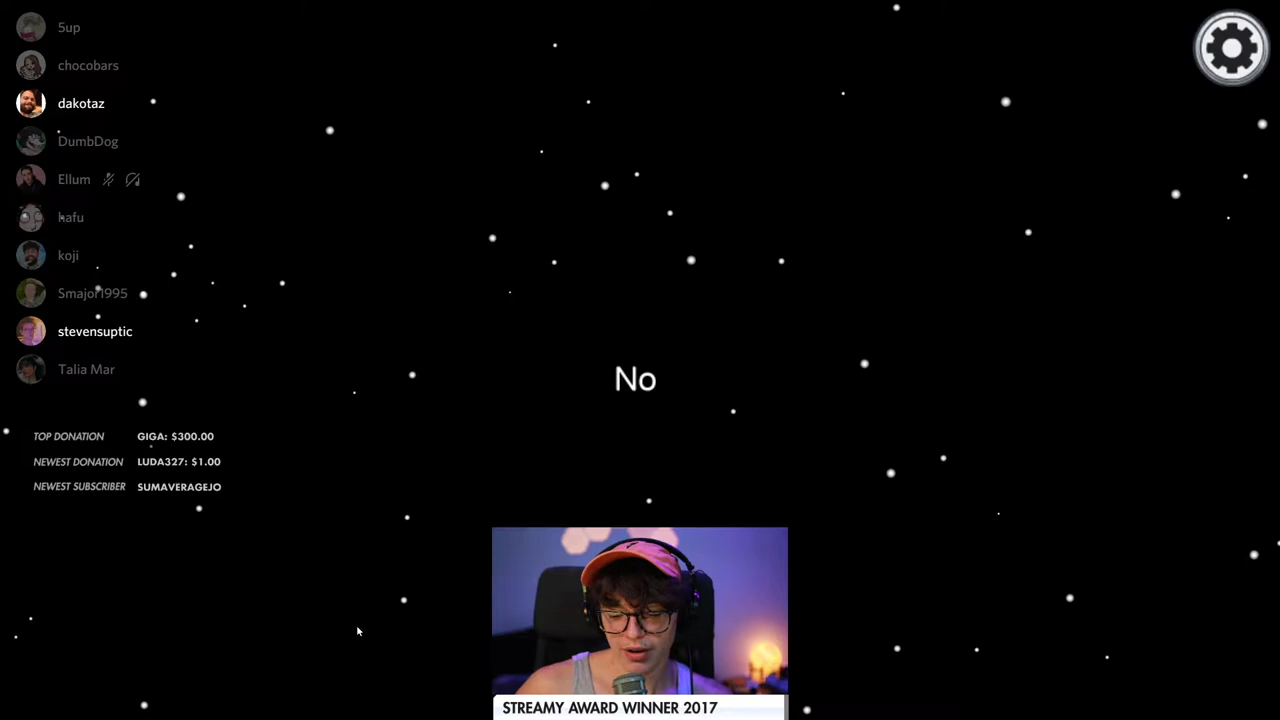 5up
chocobars
dakotaz
DumbDog
Ellum
hafu
koji
Smajor1995
stevensuptic
Talia Mar
No
TOP DONATION GIGA: $300.00
NEWEST DONATION LUDA327: $1.00
NEWEST SUBSCRIBER SUMAVERAGEJO
STREAMY AWARD WINNER 2017